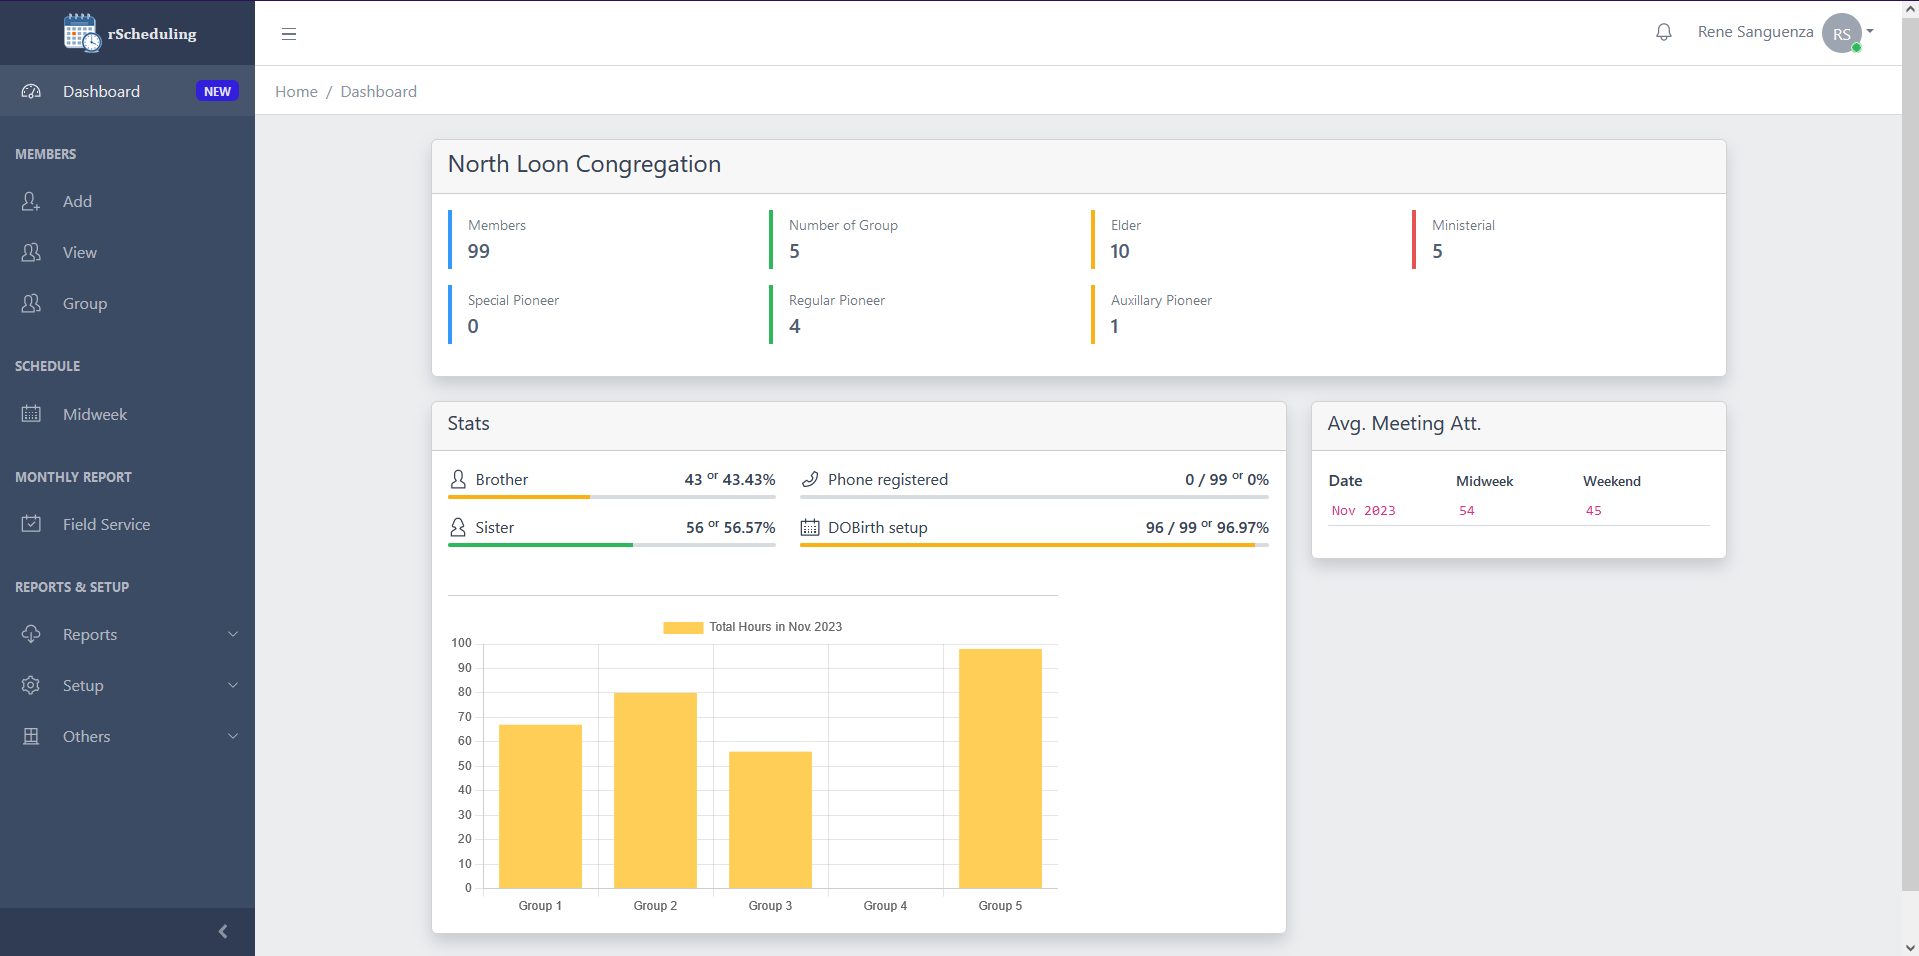 rScheduling
Rene Sanguenza
RS
Dashboard NEW
Home / Dashboard
MEMBERS
Add
View
Group
SCHEDULE
Midweek
MONTHLY REPORT
Field Service
REPORTS & SETUP
Reports
Setup
Others
North Loon Congregation
Members
99
Number of Group
5
Elder
10
Ministerial
5
Special Pioneer
0
Regular Pioneer
4
Auxillary Pioneer
1
Stats
Brother 43 or 43.43%
Phone registered 0 / 99 or 0%
Sister 56 or 56.57%
DOBirth setup 96 / 99 or 96.97%
Total Hours in Nov. 2023
100
90
80
70
60
50
40
30
20
10
0
Group 1 Group 2 Group 3 Group 4 Group 5
Avg. Meeting Att.
Date Midweek Weekend
Nov 2023 54 45